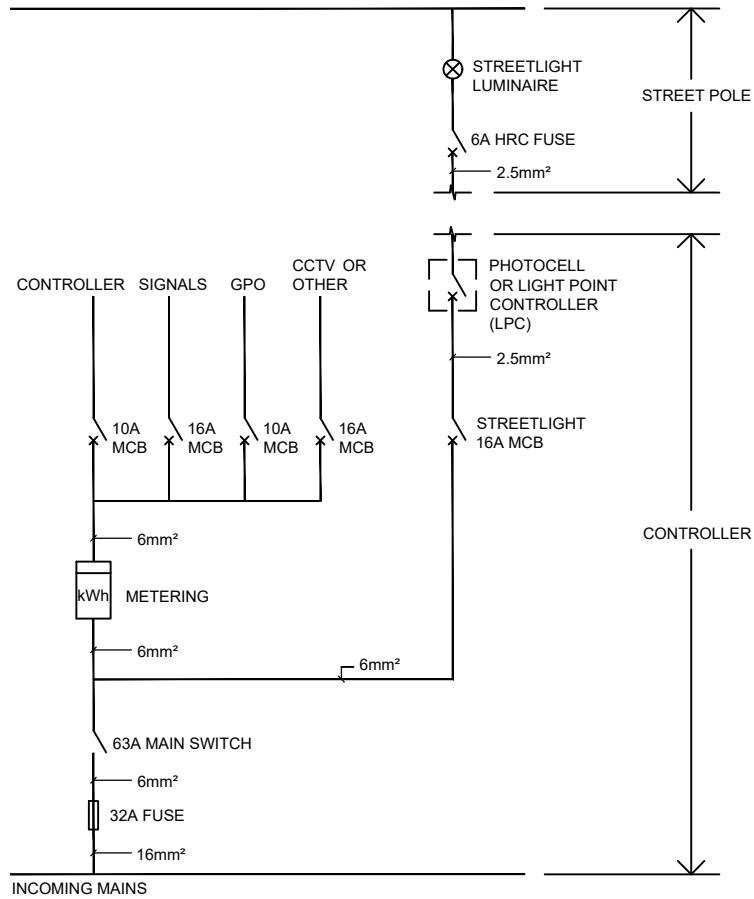 STREETLIGHT
LUMINAIRE
STREET POLE
6A HRC FUSE
2.5mm²
CONTROLLER
SIGNALS
GPO
CCTV OR
OTHER
PHOTOCELL
OR LIGHT POINT
CONTROLLER
(LPC)
2.5mm²
10A
MCB
16A
MCB
10A
MCB
16A
MCB
STREETLIGHT
16A MCB
CONTROLLER
6mm²
kWh
METERING
6mm²
6mm²
63A MAIN SWITCH
6mm²
32A FUSE
16mm²
INCOMING MAINS